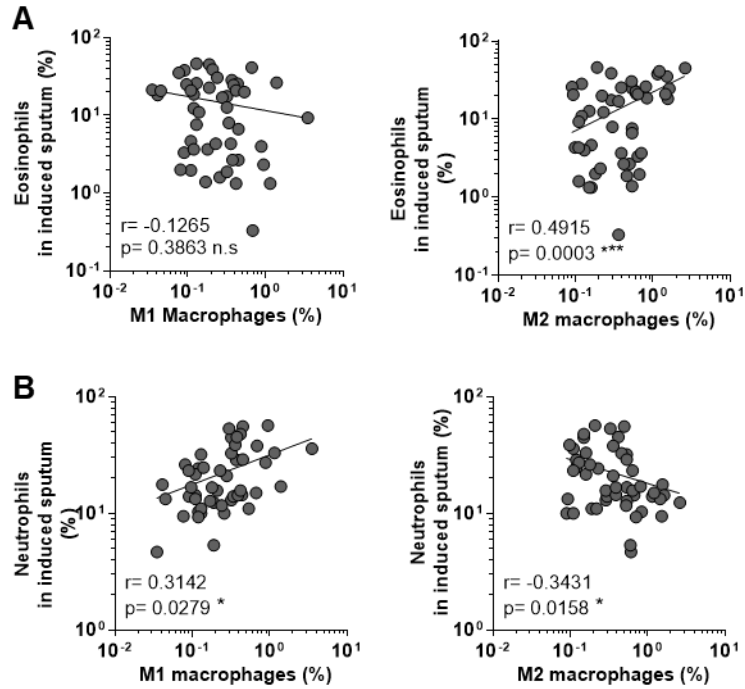 A
Eosinophils
in induced sputum (%)
10²
10¹
10⁰
10⁻¹
r= -0.1265
p= 0.3863 n.s
10⁻² 10⁻¹ 10⁰ 10¹
M1 Macrophages (%)
Eosinophils
in induced sputum
(%)
10²
10¹
10⁰
10⁻¹
r= 0.4915
p= 0.0003 ***
10⁻² 10⁻¹ 10⁰ 10¹
M2 macrophages (%)
B
Neutrophils
in induced sputum
(%)
10²
10¹
10⁰
r= 0.3142
p= 0.0279 *
10⁻² 10⁻¹ 10⁰ 10¹
M1 macrophages (%)
Neutrophils
in induced sputum (%)
10²
10¹
10⁰
r= -0.3431
p= 0.0158 *
10⁻² 10⁻¹ 10⁰ 10¹
M2 macrophages (%)